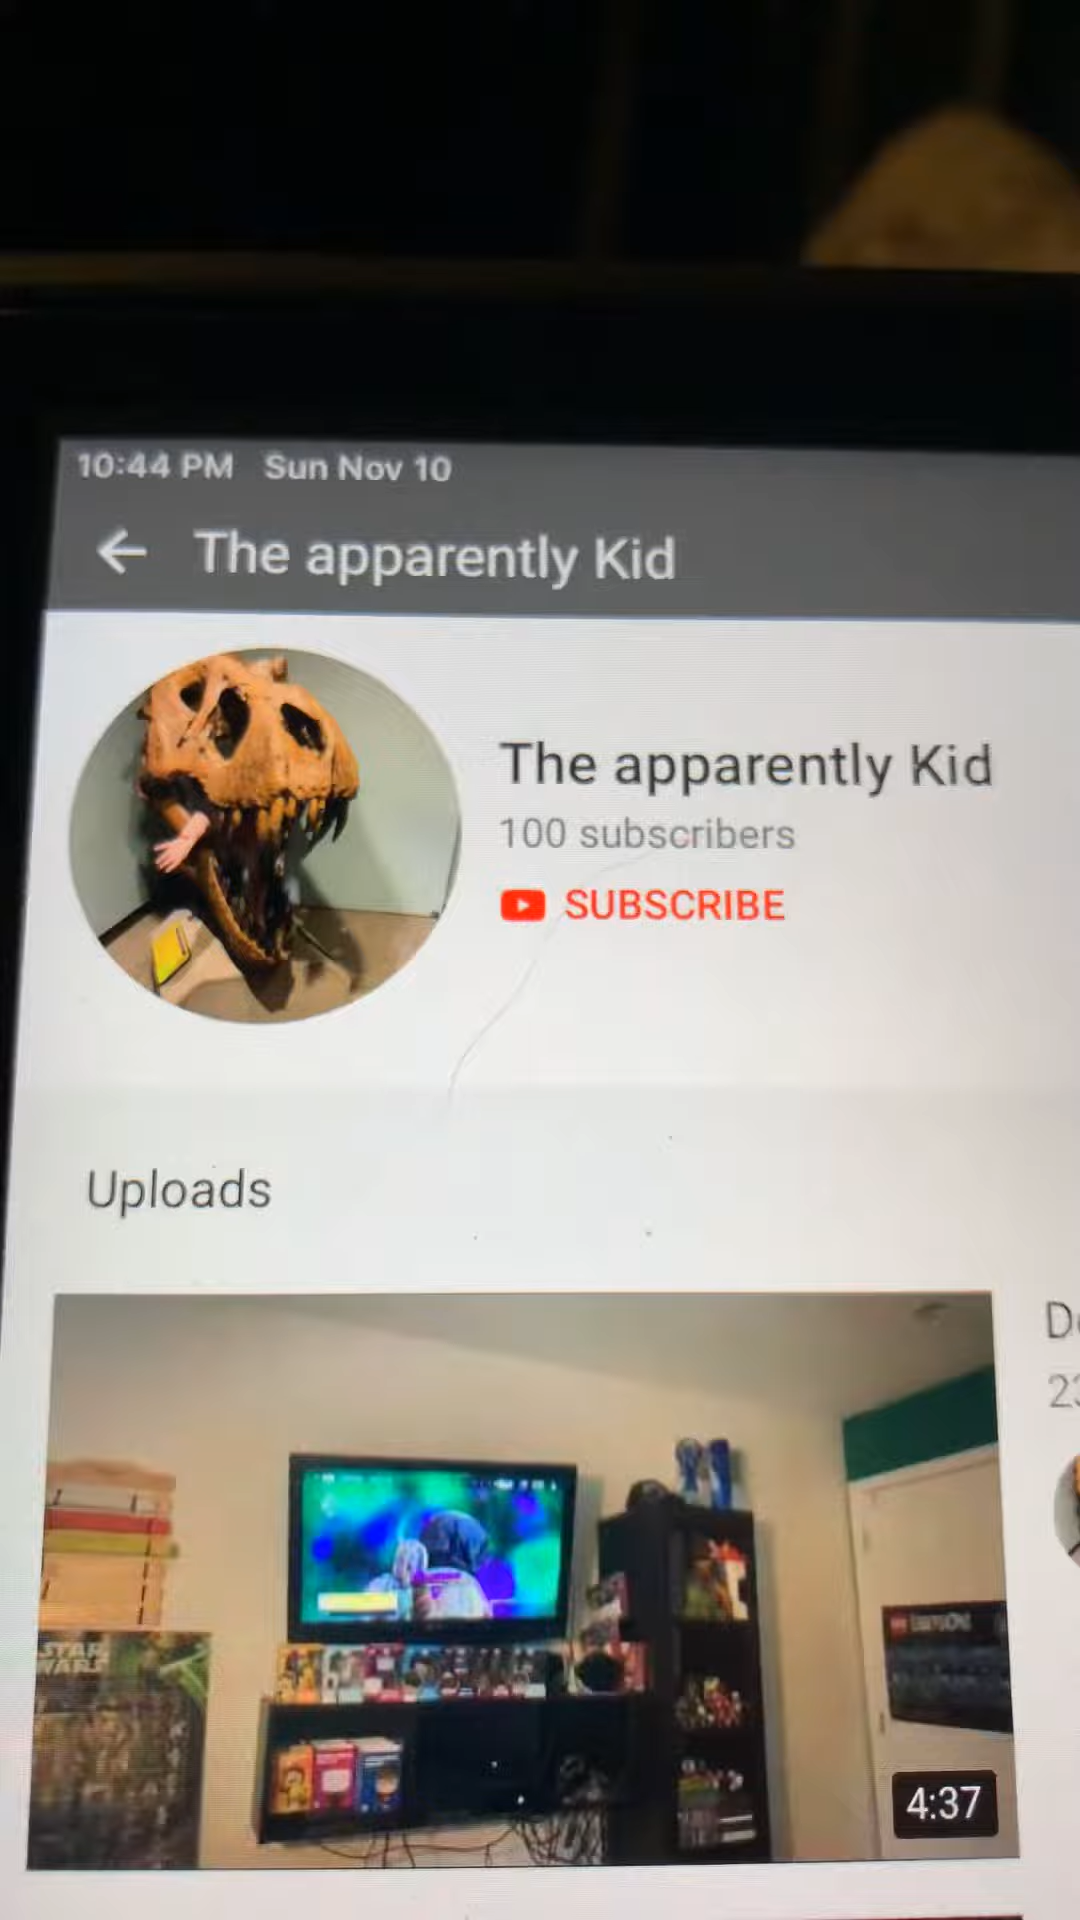 10:44 PM Sun Nov 10
The apparently Kid
The apparently Kid
100 subscribers
SUBSCRIBE
Uploads
STAR
WARS
4:37